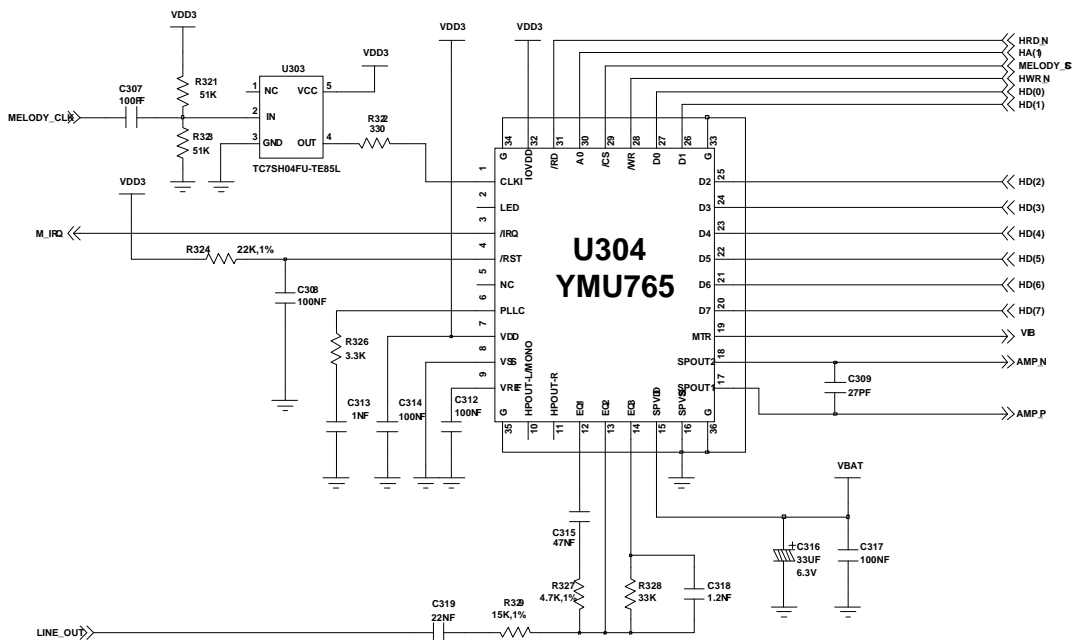 VDD3
VDD3
VDD3
VDD3
HRD_N
HA(1)
HWR_N
HD(0)
HD(1)
C307
100PF
R321
51K
U303
1 NC VCC 5
2 IN
3 GND OUT 4
TC7SH04FU-TE85L
R322
330
MELODY_CLK
R323
51K
VDD3
34 32 31 30 29 28 27 26 33
G IOVDD /RD A0 /CS /WR D0 D1 G
1 CLKI
2 LED
3 /IRQ
4 /RST
5 NC
6 PLLC
7 VDD
8 VSS
9 VREF
D2 25 HD(2)
D3 24 HD(3)
D4 23 HD(4)
D5 22 HD(5)
D6 21 HD(6)
D7 20 HD(7)
MTR 19 VIB
SPOUT2 18 AMP_N
SPOUT1 17 AMP_P
U304
YMU765
M_IRQ
R324 22K,1%
C308
100NF
R326
3.3K
C313
1NF
C314
100NF
C312
100NF
C309
27PF
G HPOUT-L/MONO HPOUT-R EQ1 EQ2 EQ3 SPVDD SPVSS G
35 10 11 12 13 14 15 16 36
VBAT
C315
47NF
C316
33UF
6.3V
C317
100NF
R327
4.7K,1%
R328
33K
C318
1.2NF
C319
22NF
R329
15K,1%
LINE_OUT